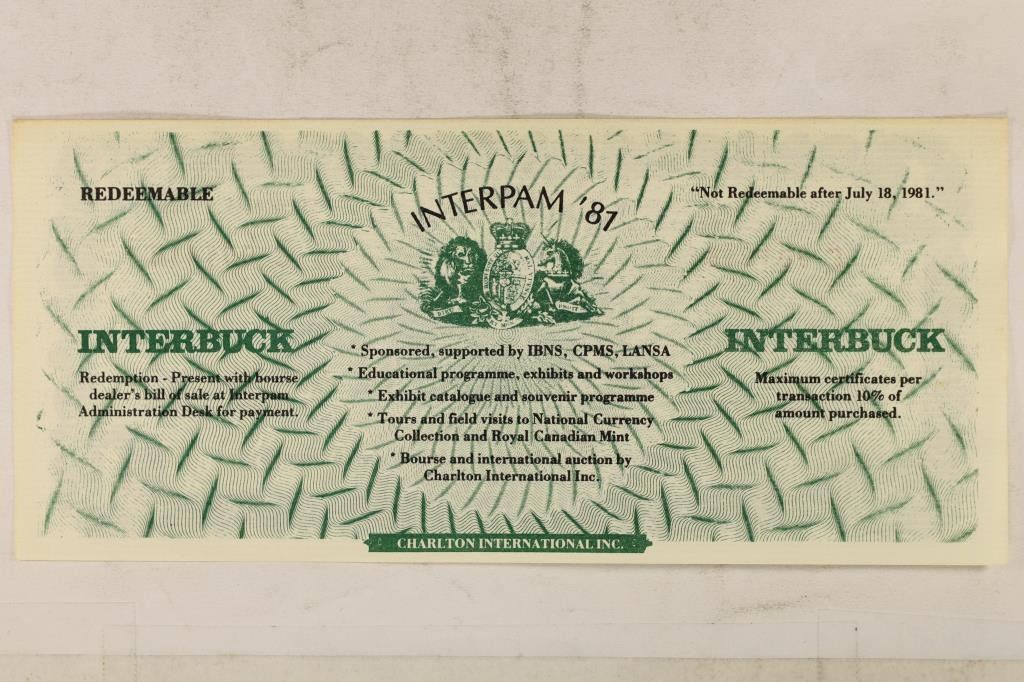 REDEEMABLE
"Not Redeemable after July 18, 1981."
INTERPAM '81
INTERBUCK
Redemption - Present with bourse
dealer's bill of sale at Interpam
Administration Desk for payment.
* Sponsored, supported by IBNS, CPMS, LANSA
* Educational programme, exhibits and workshops
* Exhibit catalogue and souvenir programme
* Tours and field visits to National Currency
Collection and Royal Canadian Mint
* Bourse and international auction by
Charlton International Inc.
INTERBUCK
Maximum certificates per
transaction 10% of
amount purchased.
CHARLTON INTERNATIONAL INC.